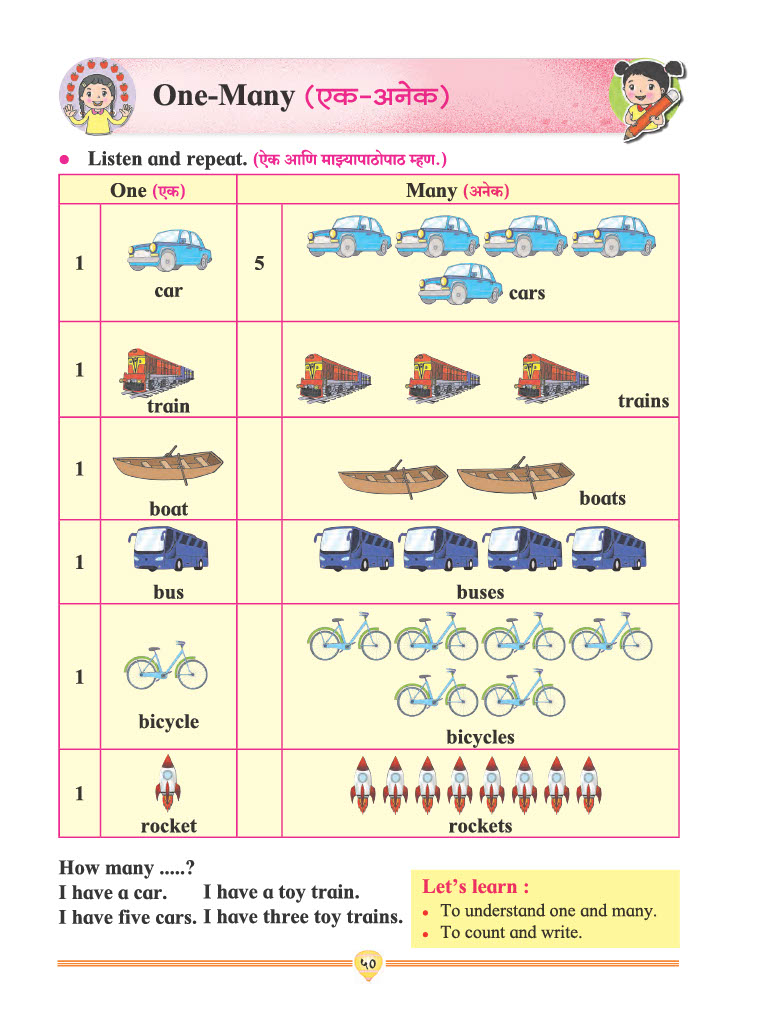 One-Many (एक-अनेक)
• Listen and repeat. (ऐक आणि माझ्यापाठोपाठ म्हण.)
One (एक) Many (अनेक)
1 car 5 cars
1 train trains
1 boat boats
1 bus buses
1 bicycle bicycles
1 rocket rockets
How many .....?
I have a car. I have a toy train.
I have five cars. I have three toy trains.
Let’s learn :
• To understand one and many.
• To count and write.
५०